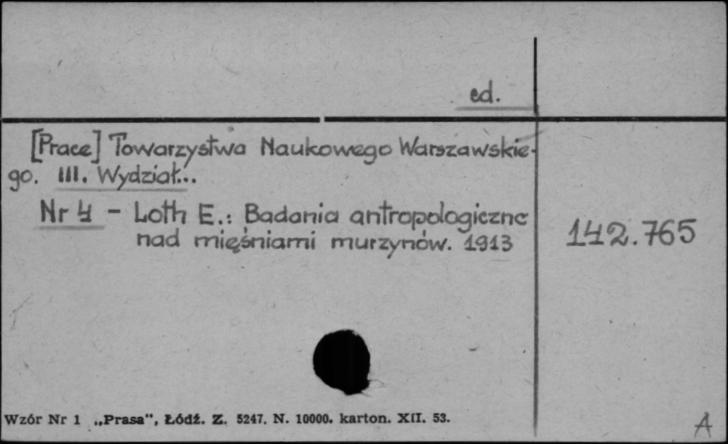 ed.
[Prace] Towarzystwa Naukowego Warszawskie-
go. III. Wydział...
Nr 4 - Loth E.: Badania antropologiczne
nad mięśniami murzynów. 1913
142.765
Wzór Nr 1 „Prasa”, Łódź. Z. 5247. N. 10000. karton. XII. 53.
A